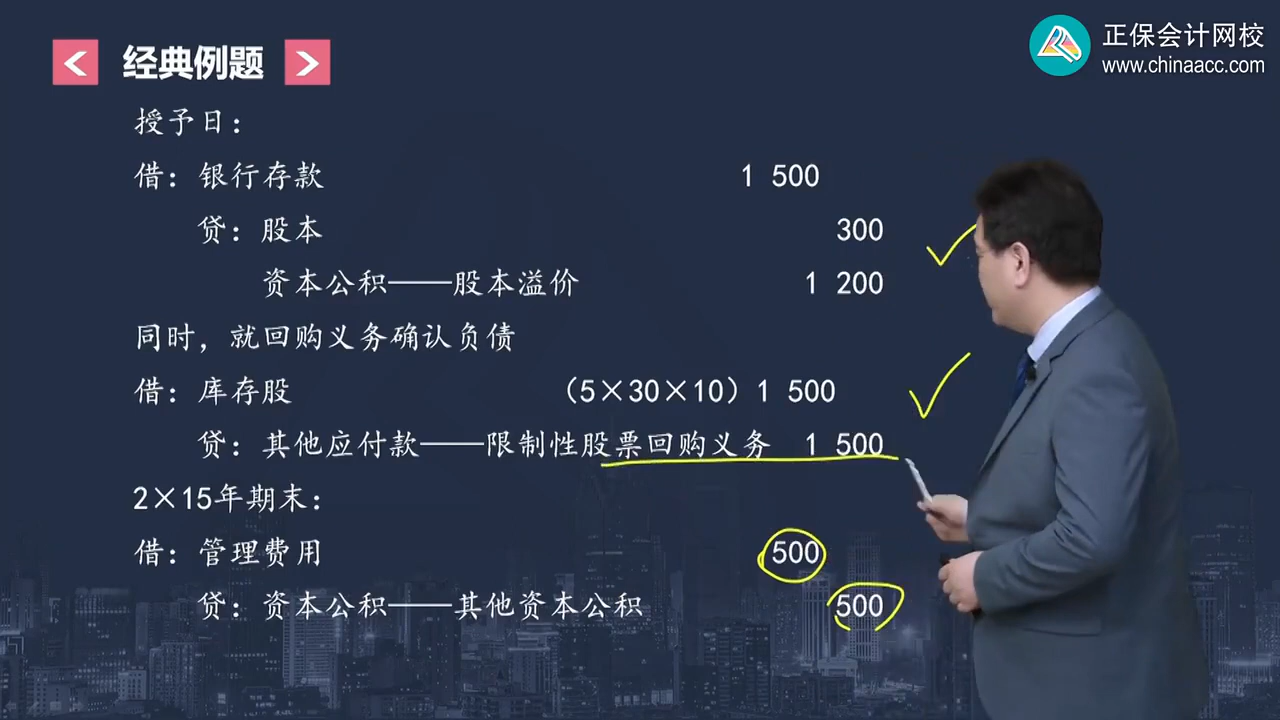 正保会计网校
www.chinaacc.com
经典例题
授予日：
借：银行存款 1 500
贷：股本 300
资本公积——股本溢价 1 200
同时，就回购义务确认负债
借：库存股 （5×30×10）1 500
贷：其他应付款——限制性股票回购义务 1 500
2×15年期末：
借：管理费用 500
贷：资本公积——其他资本公积 500